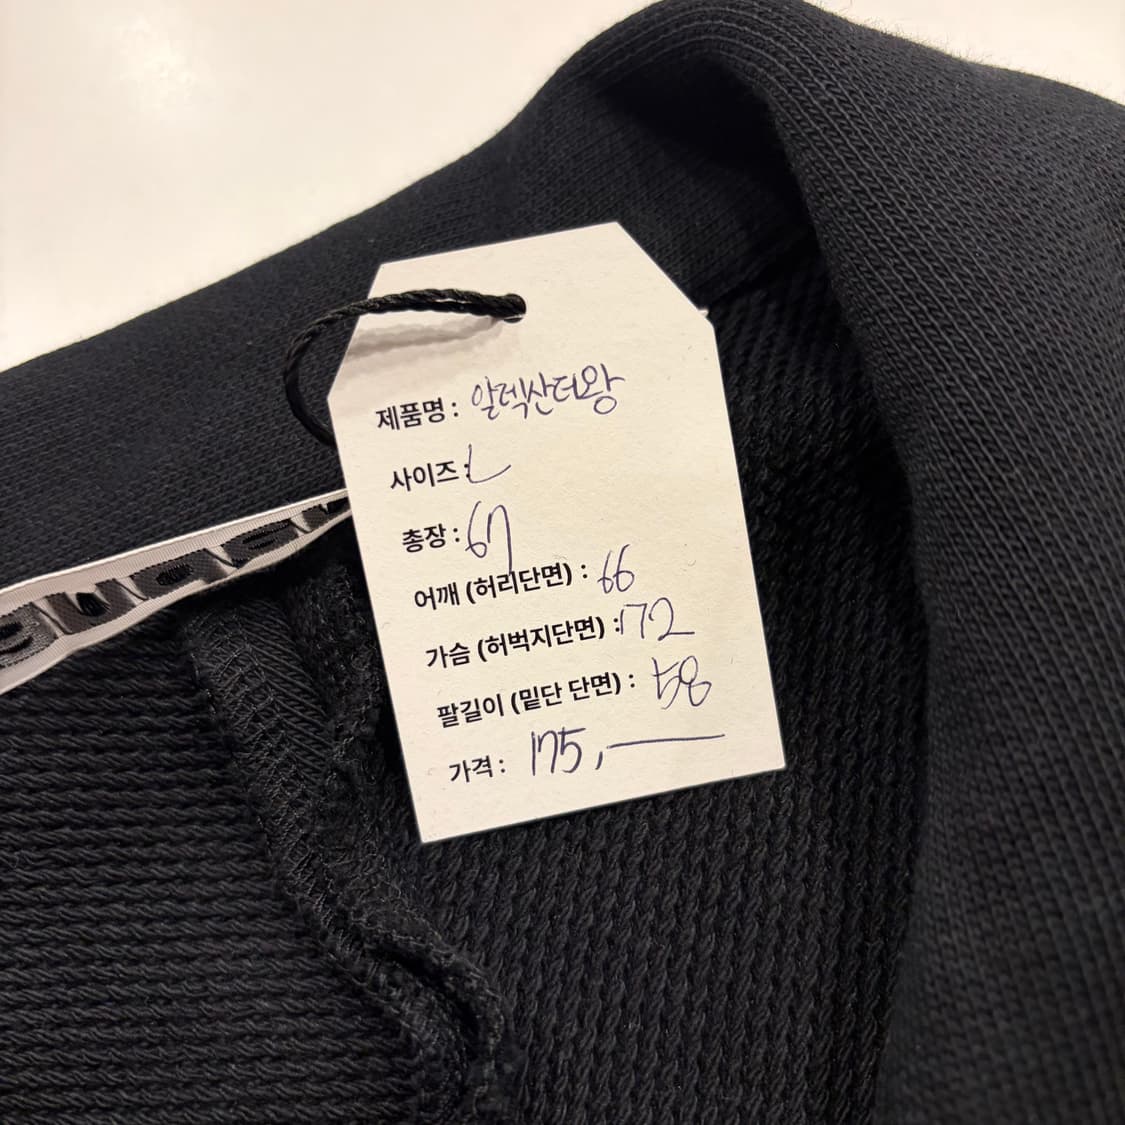 제품명 : 알렉산더왕
사이즈 : L
총장 : 67
어깨 (허리단면) : 66
가슴 (허벅지단면) : 72
팔길이 (밑단 단면) : 58
가격 : 175,—